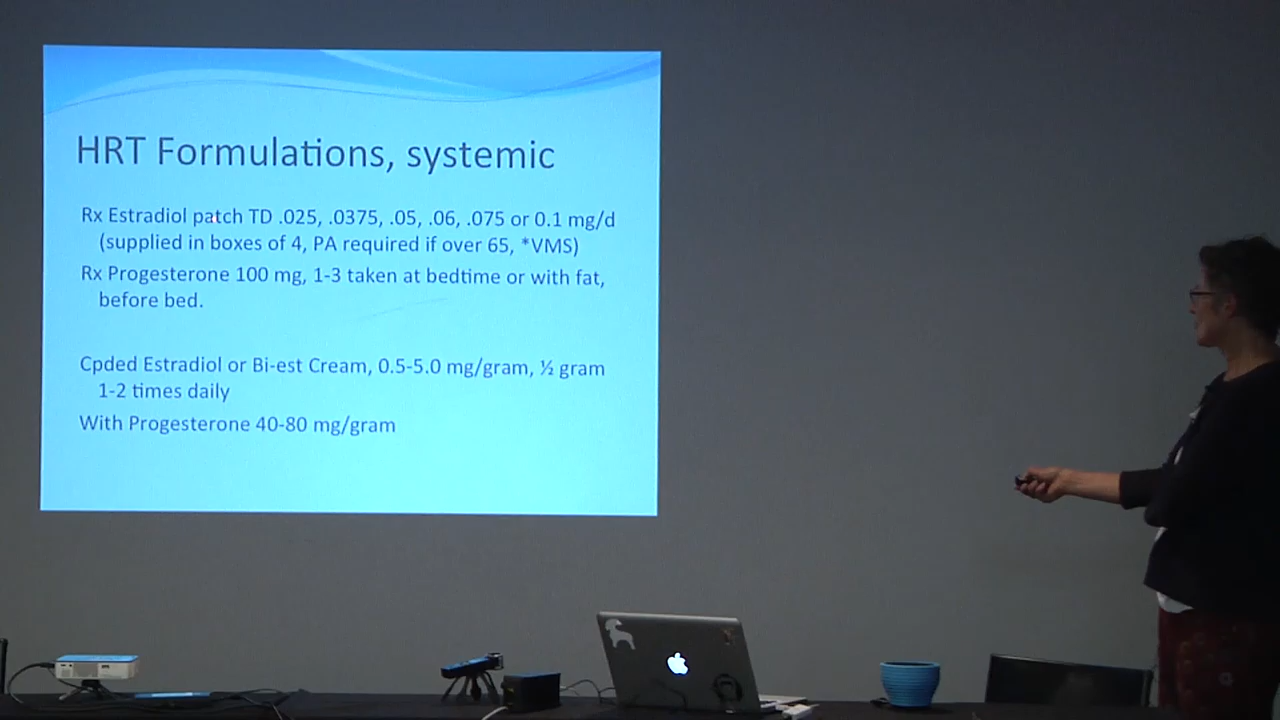 HRT Formulations, systemic
Rx Estradiol patch TD .025, .0375, .05, .06, .075 or 0.1 mg/d
(supplied in boxes of 4, PA required if over 65, *VMS)
Rx Progesterone 100 mg, 1-3 taken at bedtime or with fat,
before bed.
Cpded Estradiol or Bi-est Cream, 0.5-5.0 mg/gram, ½ gram
1-2 times daily
With Progesterone 40-80 mg/gram